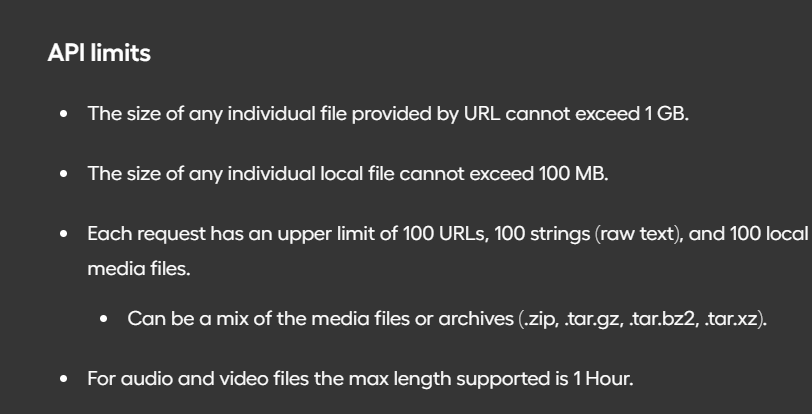 API limits
• The size of any individual file provided by URL cannot exceed 1 GB.
• The size of any individual local file cannot exceed 100 MB.
• Each request has an upper limit of 100 URLs, 100 strings (raw text), and 100 local
media files.
• Can be a mix of the media files or archives (.zip, .tar.gz, .tar.bz2, .tar.xz).
• For audio and video files the max length supported is 1 Hour.